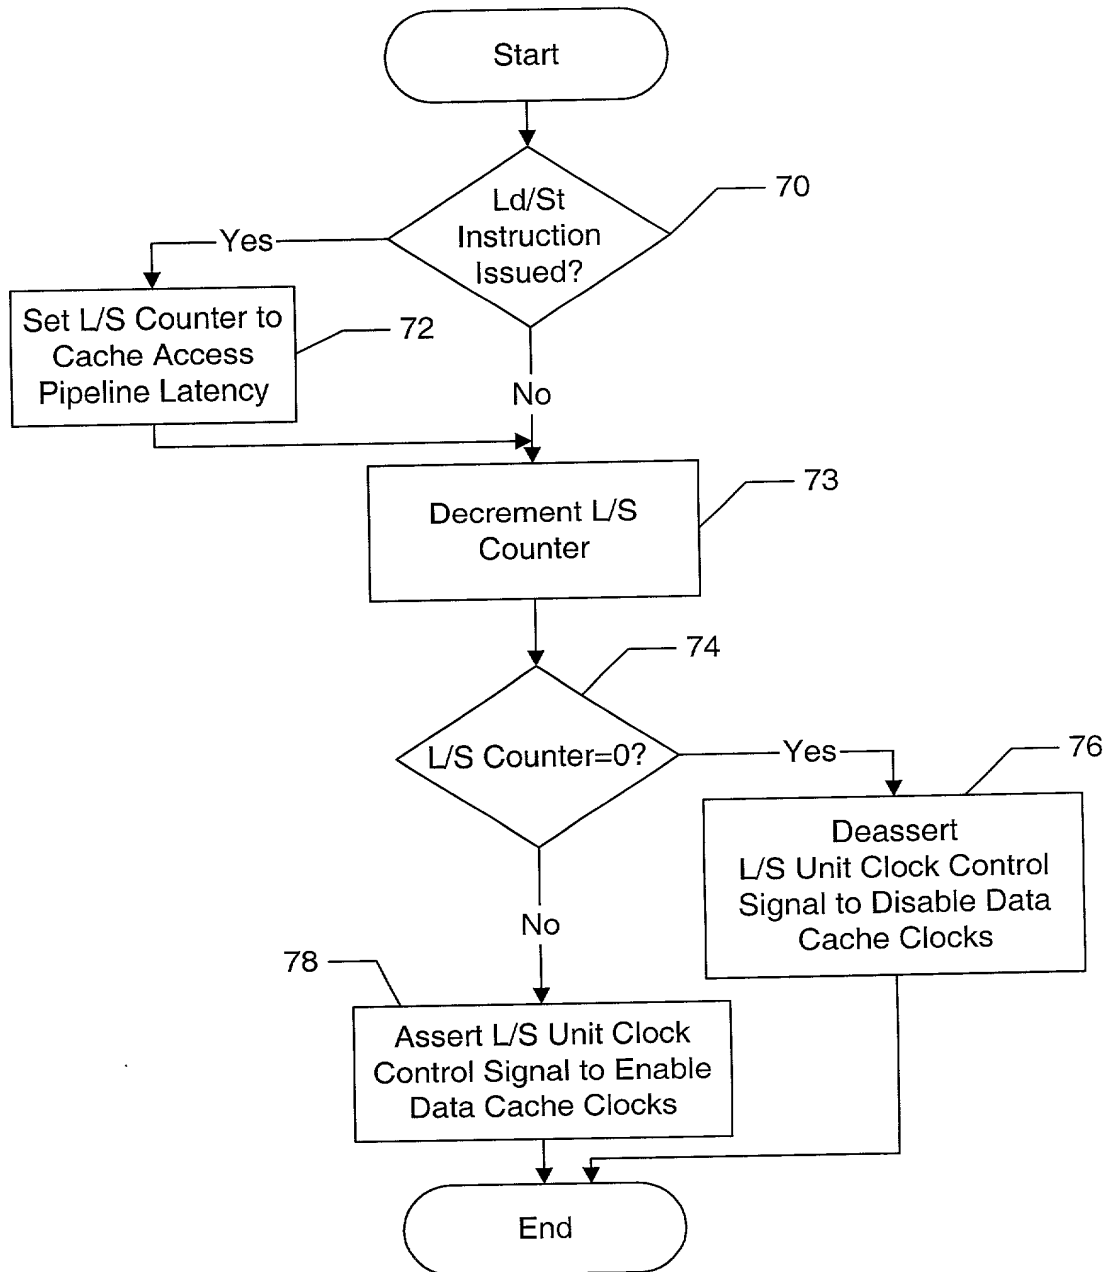 Start
Ld/St
Instruction
Issued?
70
Yes
Set L/S Counter to
Cache Access
Pipeline Latency
72
No
Decrement L/S
Counter
73
74
L/S Counter=0?
Yes
76
Deassert
L/S Unit Clock Control
Signal to Disable Data
Cache Clocks
No
78
Assert L/S Unit Clock
Control Signal to Enable
Data Cache Clocks
End